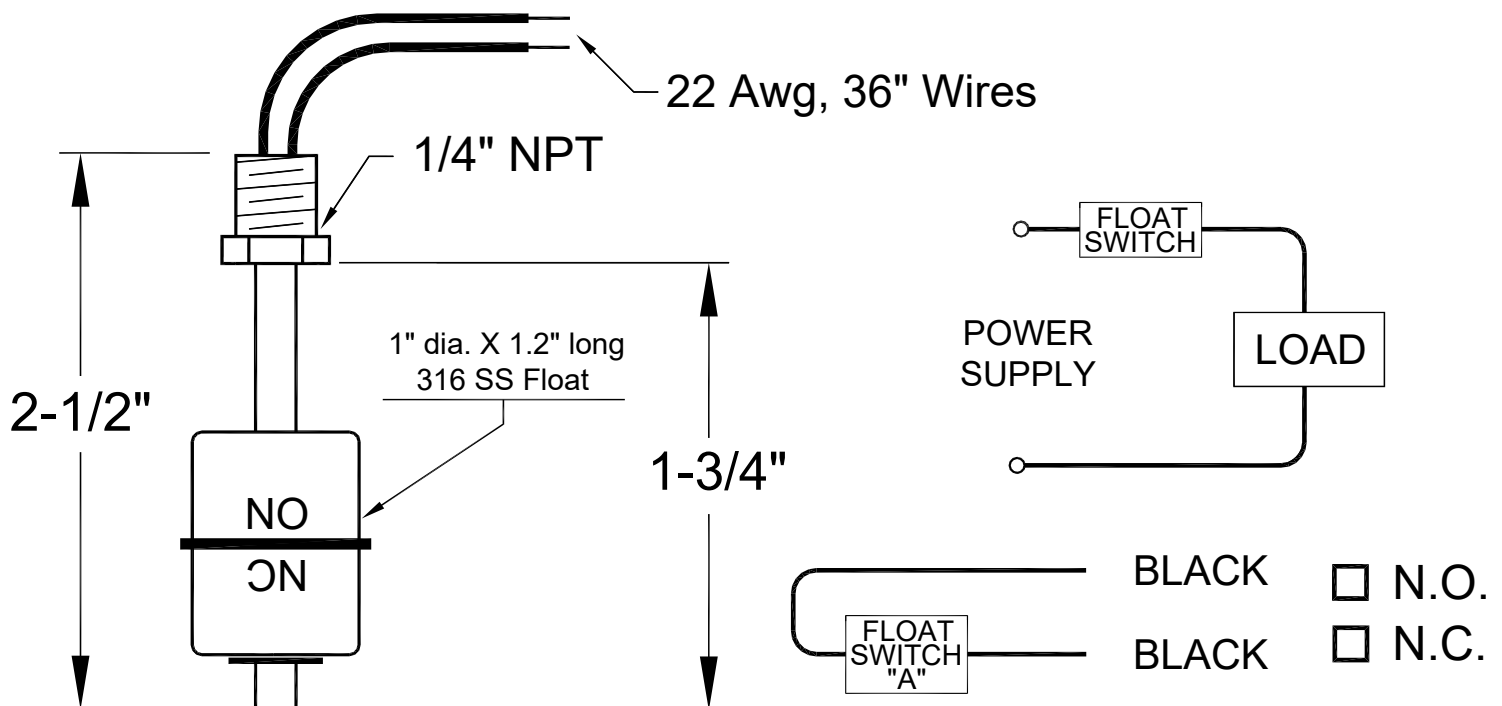 22 Awg, 36" Wires
1/4" NPT
1" dia. X 1.2" long
316 SS Float
2-1/2"
1-3/4"
NO
NC
FLOAT
SWITCH
POWER
SUPPLY
LOAD
BLACK
N.O.
FLOAT
SWITCH
"A"
BLACK
N.C.